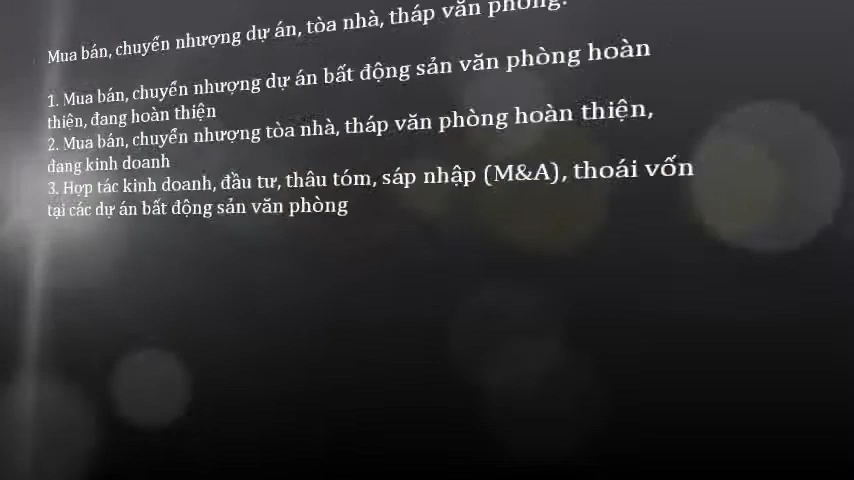 Mua bán, chuyển nhượng dự án, tòa nhà, tháp văn phòng:
1. Mua bán, chuyển nhượng dự án bất động sản văn phòng hoàn
thiện, đang hoàn thiện
2. Mua bán, chuyển nhượng tòa nhà, tháp văn phòng hoàn thiện,
đang kinh doanh
3. Hợp tác kinh doanh, đầu tư, thâu tóm, sáp nhập (M&A), thoái vốn
tại các dự án bất động sản văn phòng